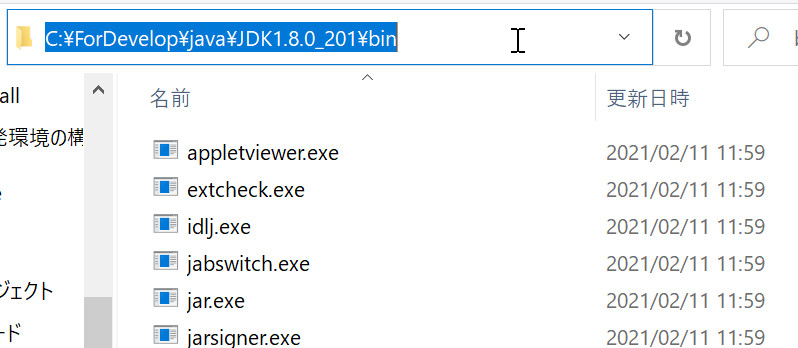 C:¥ForDevelop¥java¥JDK1.8.0_201¥bin
all
発環境の構
名前 更新日時
appletviewer.exe 2021/02/11 11:59
extcheck.exe 2021/02/11 11:59
idlj.exe 2021/02/11 11:59
jabswitch.exe 2021/02/11 11:59
jar.exe 2021/02/11 11:59
jarsigner.exe 2021/02/11 11:59
ジェクト
ード